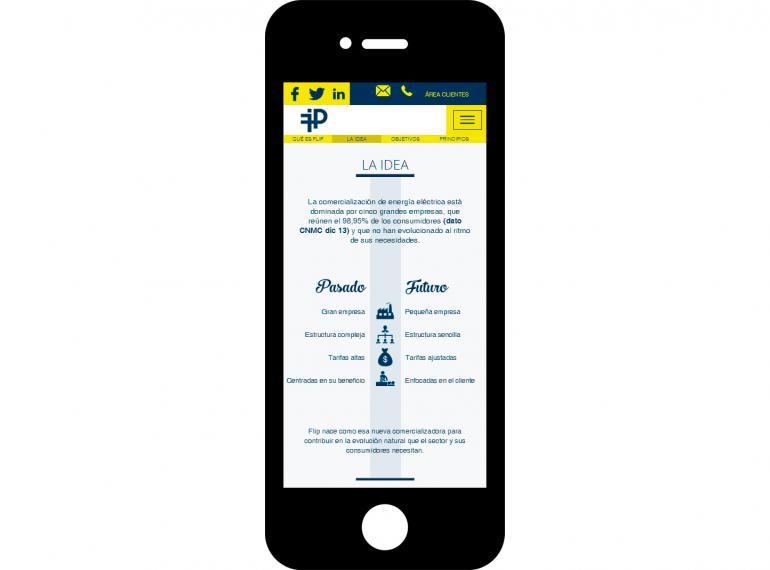 ÁREA CLIENTES
QUÉ ES FLIP LA IDEA OBJETIVOS PRINCIPIOS
LA IDEA
La comercialización de energía eléctrica está
dominada por cinco grandes empresas, que
reúnen el 98,95% de los consumidores (dato
CNMC dic 13) y que no han evolucionado al ritmo
de sus necesidades.
Pasado Futuro
Gran empresa Pequeña empresa
Estructura compleja Estructura sencilla
Tarifas altas Tarifas ajustadas
Centradas en su beneficio Enfocadas en el cliente
Flip nace como esa nueva comercializadora para
contribuir en la evolución natural que el sector y sus
consumidores necesitan.